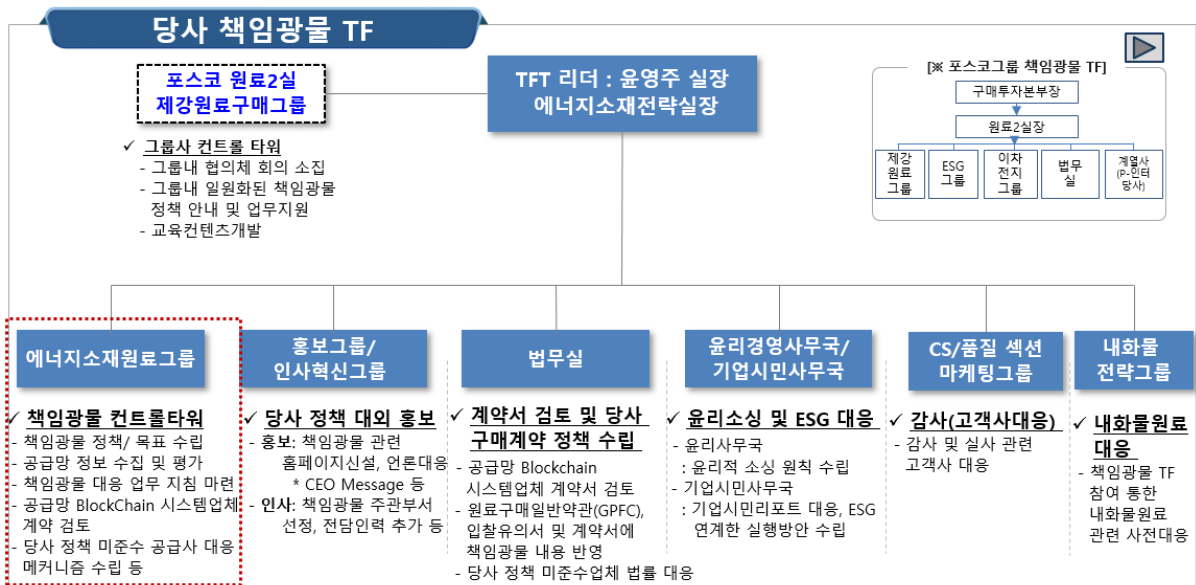 당사 책임광물 TF
포스코 원료2실
제강원료구매그룹
TFT 리더 : 윤영주 실장
에너지소재전략실장
[※ 포스코그룹 책임광물 TF]
구매투자본부장
원료2실장
제강
원료
그룹
ESG
그룹
이차
전지
그룹
법무
실
계열사
(P-인터
당사)
✓ 그룹사 컨트롤 타워
- 그룹내 협의체 회의 소집
- 그룹내 일원화된 책임광물
정책 안내 및 업무지원
- 교육컨텐츠개발
에너지소재원료그룹
✓ 책임광물 컨트롤타워
- 책임광물 정책/ 목표 수립
- 공급망 정보 수집 및 평가
- 책임광물 대응 업무 지침 마련
- 공급망 BlockChain 시스템업체
계약 검토
- 당사 정책 미준수 공급사 대응
메커니즘 수립 등
홍보그룹/
인사혁신그룹
✓ 당사 정책 대외 홍보
- 홍보: 책임광물 관련
홈페이지신설, 언론대응
* CEO Message 등
- 인사: 책임광물 주관부서
선정, 전담인력 추가 등
법무실
✓ 계약서 검토 및 당사
구매계약 정책 수립
- 공급망 Blockchain
시스템업체 계약서 검토
- 원료구매일반약관(GPFC),
입찰유의서 및 계약서에
책임광물 내용 반영
- 당사 정책 미준수업체 법률 대응
윤리경영사무국/
기업시민사무국
✓ 윤리소싱 및 ESG 대응
- 윤리사무국
: 윤리적 소싱 원칙 수립
- 기업시민사무국
: 기업시민리포트 대응, ESG
연계한 실행방안 수립
CS/품질 섹션
마케팅그룹
✓ 감사(고객사대응)
- 감사 및 실사 관련
고객사 대응
내화물
전략그룹
✓ 내화물원료
대응
- 책임광물 TF
참여 통한
내화물원료
관련 사전대응